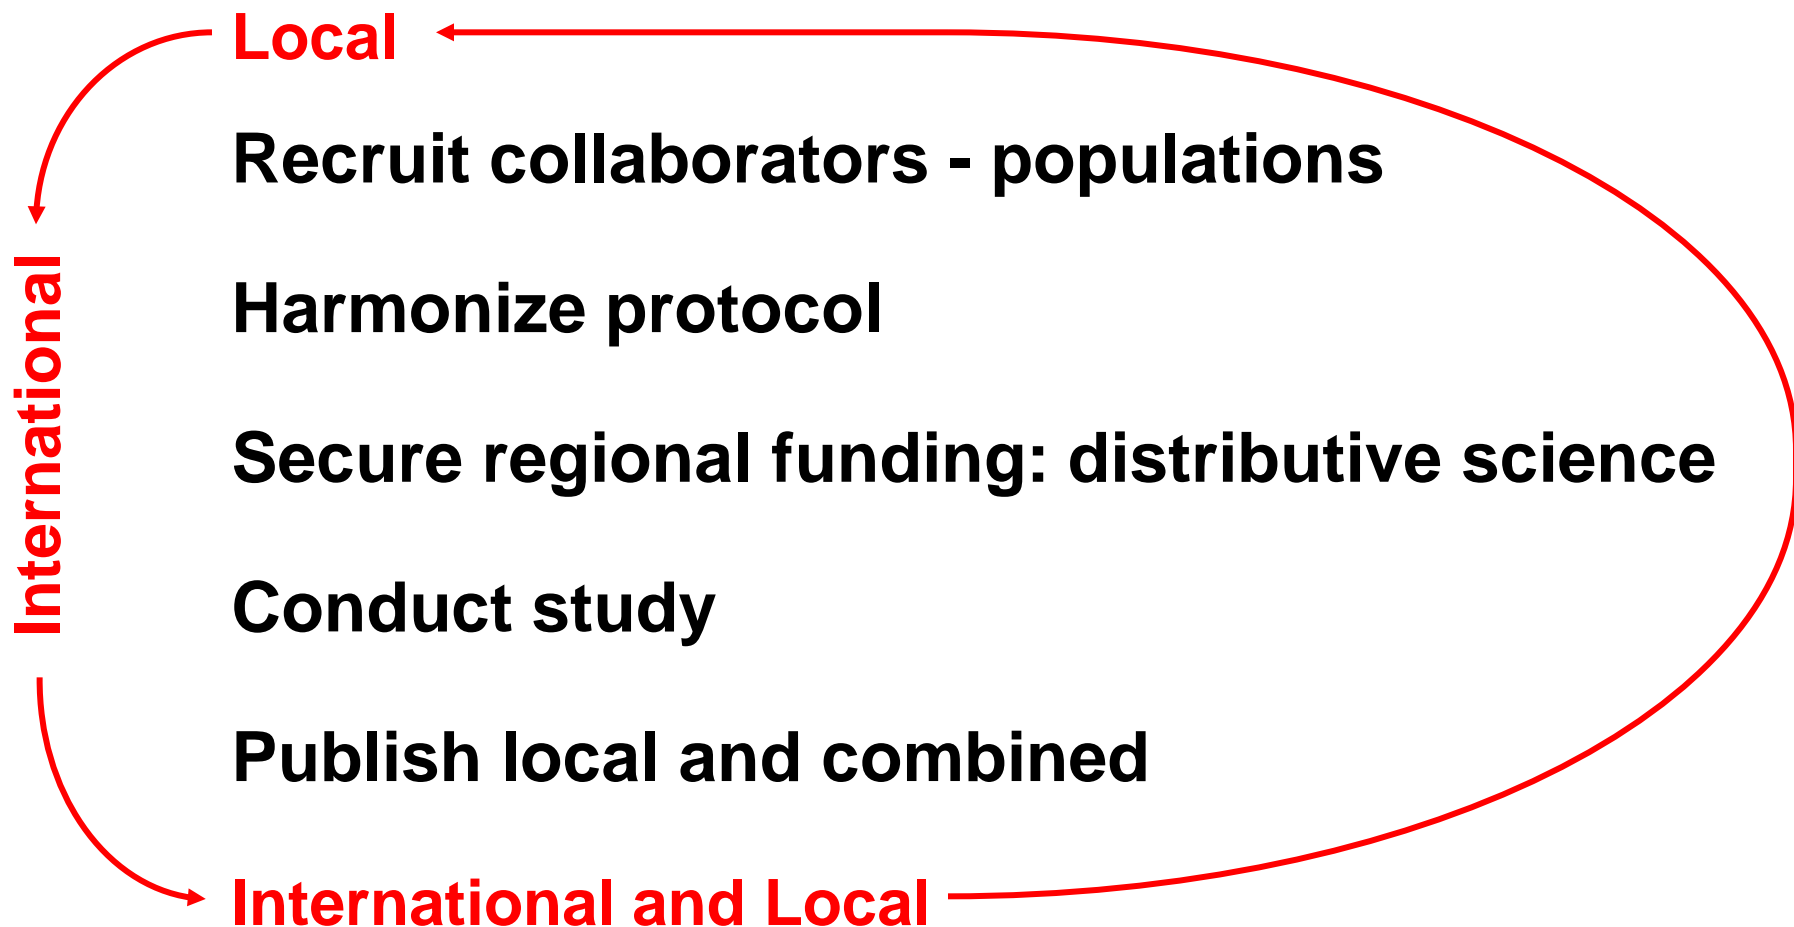 Local
Recruit collaborators - populations
Harmonize protocol
International
Secure regional funding: distributive science
Conduct study
Publish local and combined
International and Local